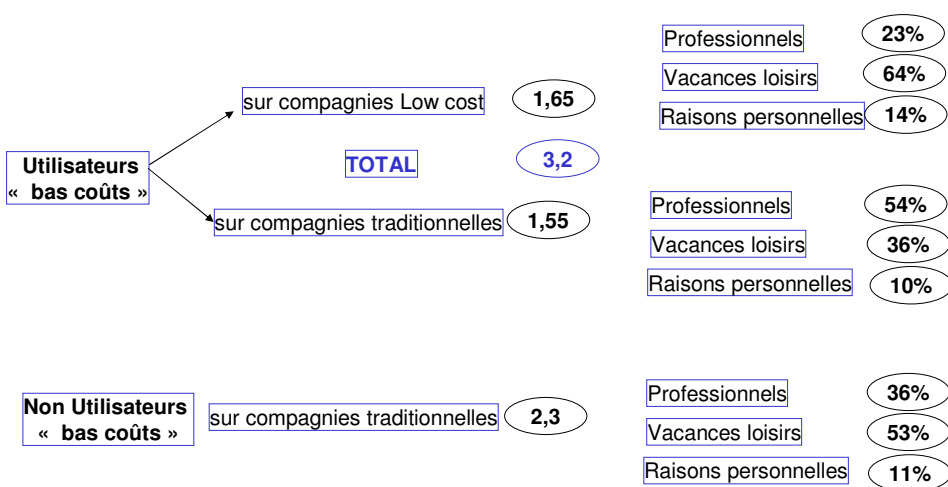 Professionnels 23%
Vacances loisirs 64%
Raisons personnelles 14%
sur compagnies Low cost 1,65
TOTAL 3,2
Utilisateurs
« bas coûts »
sur compagnies traditionnelles 1,55
Professionnels 54%
Vacances loisirs 36%
Raisons personnelles 10%
Non Utilisateurs
« bas coûts »
sur compagnies traditionnelles 2,3
Professionnels 36%
Vacances loisirs 53%
Raisons personnelles 11%